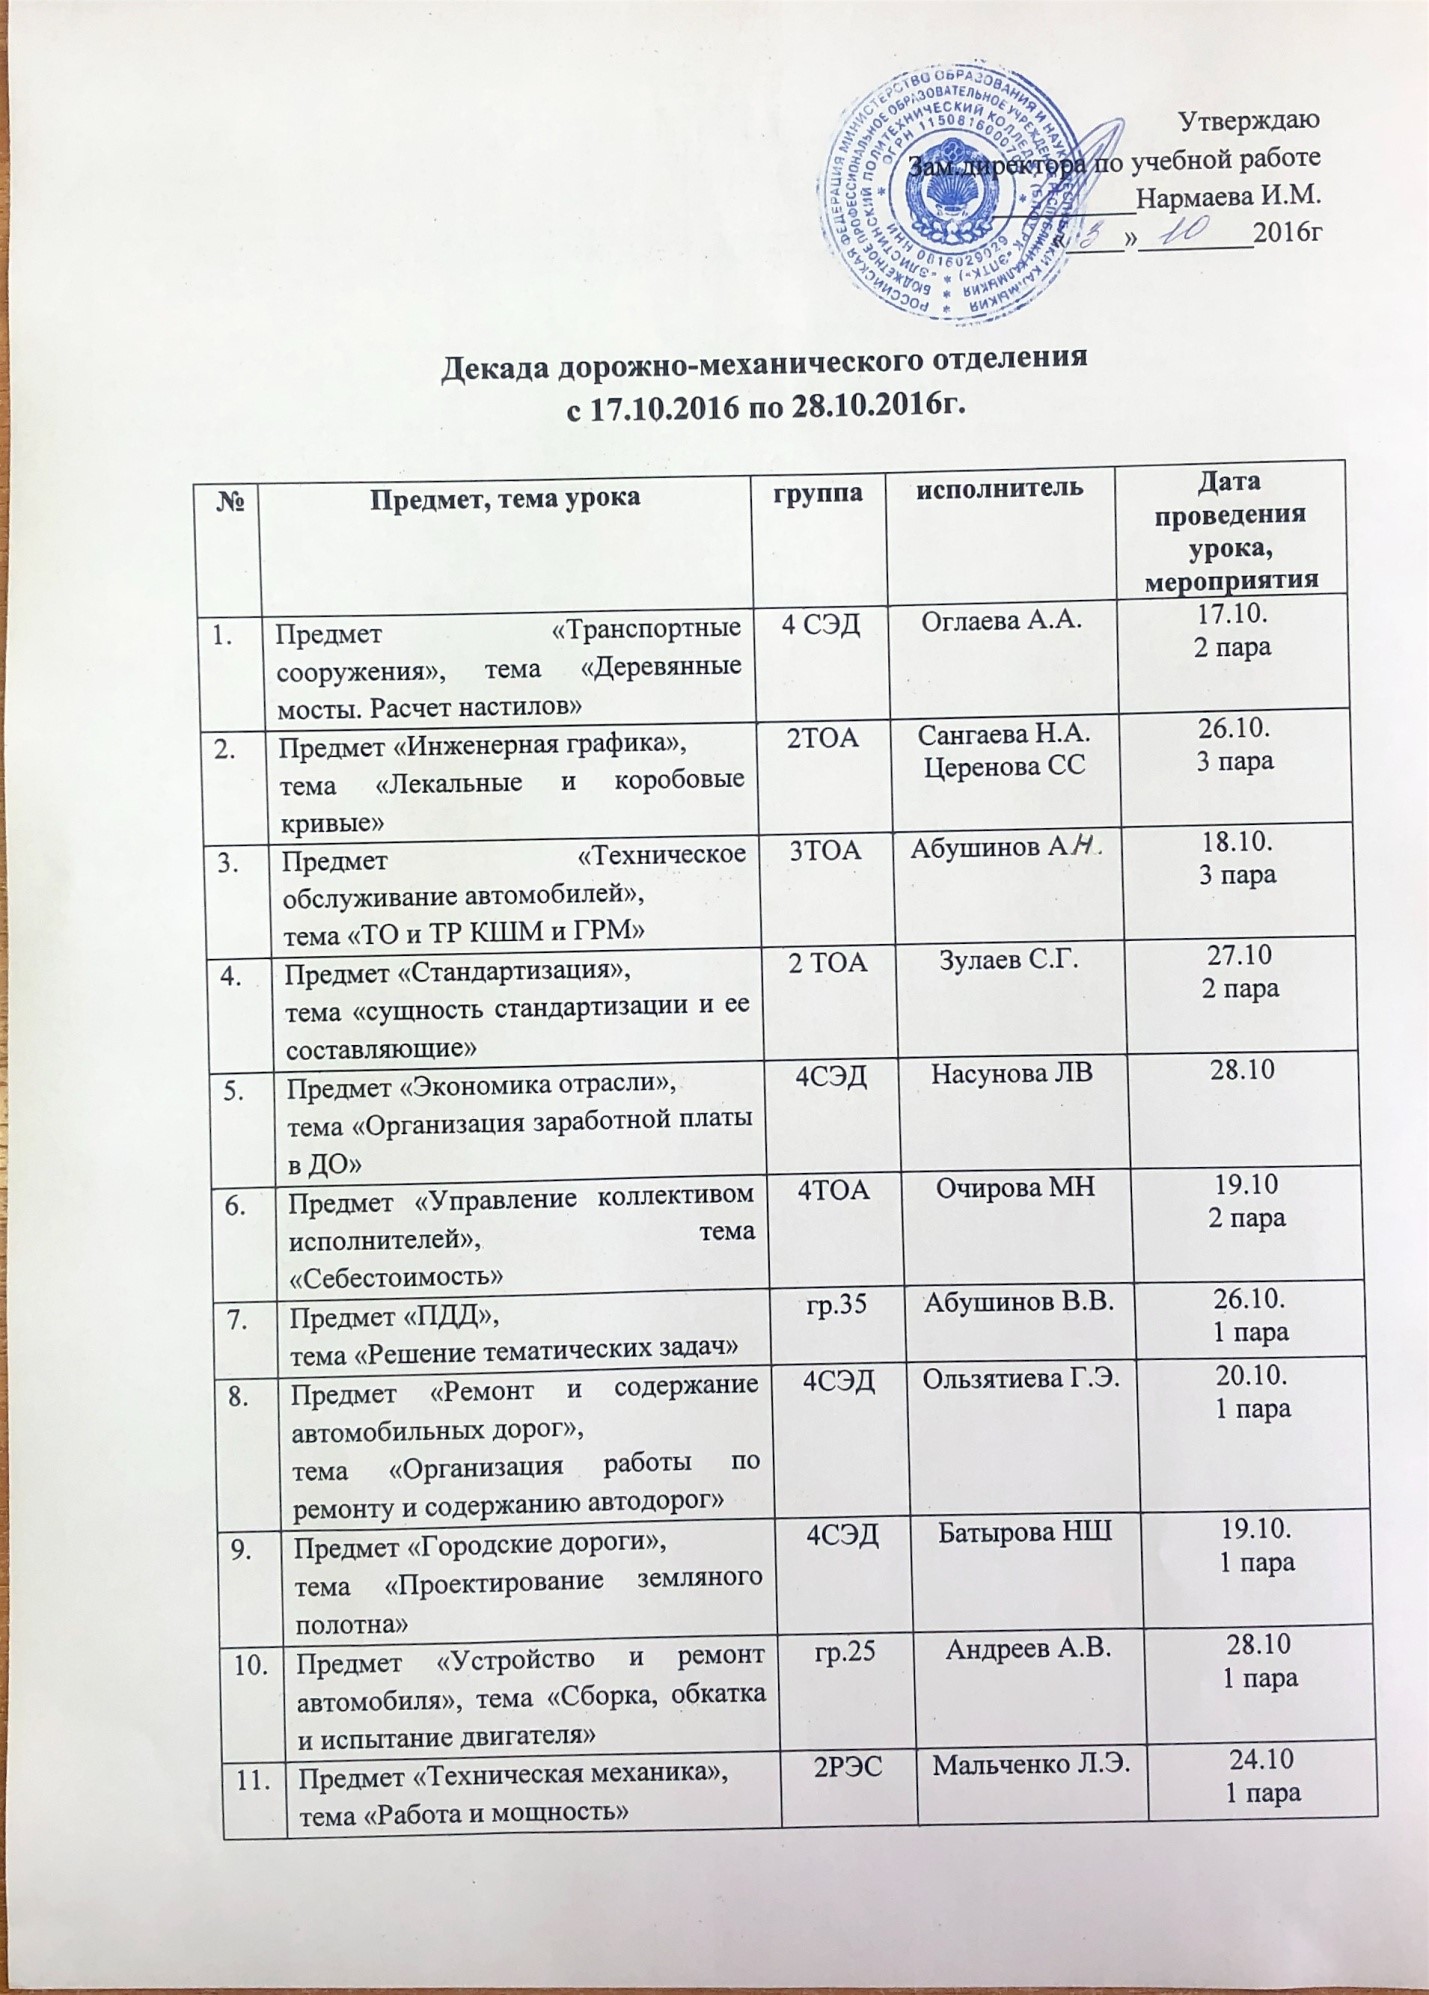 Утверждаю
Зам.директора по учебной работе
Нармаева И.М.
«3» 10 2016г
РОССИЙСКАЯ ФЕДЕРАЦИЯ МИНИСТЕРСТВО ОБРАЗОВАНИЯ И НАУКИ РЕСПУБЛИКИ КАЛМЫКИЯ
БЮДЖЕТНОЕ ПРОФЕССИОНАЛЬНОЕ ОБРАЗОВАТЕЛЬНОЕ УЧРЕЖДЕНИЕ РЕСПУБЛИКИ КАЛМЫКИЯ
"ЭЛИСТИНСКИЙ ПОЛИТЕХНИЧЕСКИЙ КОЛЛЕДЖ"
ИНН 0816029029
Декада дорожно-механического отделения
с 17.10.2016 по 28.10.2016г.
№ Предмет, тема урока группа исполнитель Дата
проведения
урока,
мероприятия
1. Предмет «Транспортные 4 СЭД Оглаева А.А. 17.10.
сооружения», тема «Деревянные 2 пара
мосты. Расчет настилов»
2. Предмет «Инженерная графика», 2ТОА Сангаева Н.А. 26.10.
тема «Лекальные и коробовые Церенова СС 3 пара
кривые»
3. Предмет «Техническое 3ТОА Абушинов А.Н. 18.10.
обслуживание автомобилей», 3 пара
тема «ТО и ТР КШМ и ГРМ»
4. Предмет «Стандартизация», 2 ТОА Зулаев С.Г. 27.10
тема «сущность стандартизации и ее 2 пара
составляющие»
5. Предмет «Экономика отрасли», 4СЭД Насунова ЛВ 28.10
тема «Организация заработной платы
в ДО»
6. Предмет «Управление коллективом 4ТОА Очирова МН 19.10
исполнителей», тема 2 пара
«Себестоимость»
7. Предмет «ПДД», гр.35 Абушинов В.В. 26.10.
тема «Решение тематических задач» 1 пара
8. Предмет «Ремонт и содержание 4СЭД Ользятиева Г.Э. 20.10.
автомобильных дорог», 1 пара
тема «Организация работы по
ремонту и содержанию автодорог»
9. Предмет «Городские дороги», 4СЭД Батырова НШ 19.10.
тема «Проектирование земляного 1 пара
полотна»
10. Предмет «Устройство и ремонт гр.25 Андреев А.В. 28.10
автомобиля», тема «Сборка, обкатка 1 пара
и испытание двигателя»
11. Предмет «Техническая механика», 2РЭС Мальченко Л.Э. 24.10
тема «Работа и мощность» 1 пара